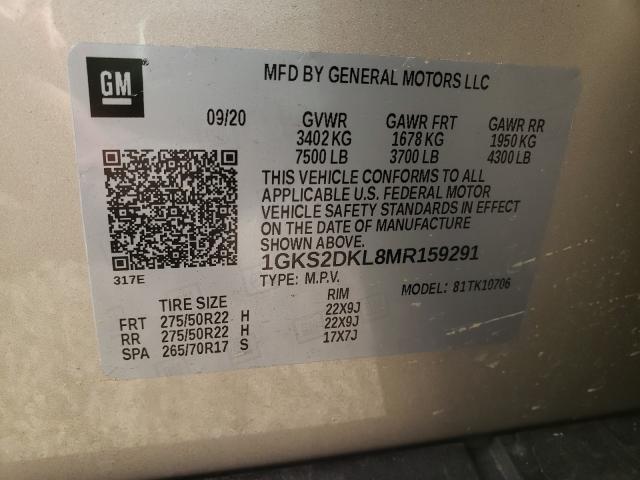 GM
MFD BY GENERAL MOTORS LLC
09/20 GVWR GAWR FRT GAWR RR
3402 KG 1678 KG 1950 KG
7500 LB 3700 LB 4300 LB
THIS VEHICLE CONFORMS TO ALL
APPLICABLE U.S. FEDERAL MOTOR
VEHICLE SAFETY STANDARDS IN EFFECT
ON THE DATE OF MANUFACTURE
SHOWN ABOVE.
1GKS2DKL8MR159291
317E TYPE: M.P.V. MODEL: 81TK10706
TIRE SIZE RIM
FRT 275/50R22 H 22X9J
RR 275/50R22 H 22X9J
SPA 265/70R17 S 17X7J